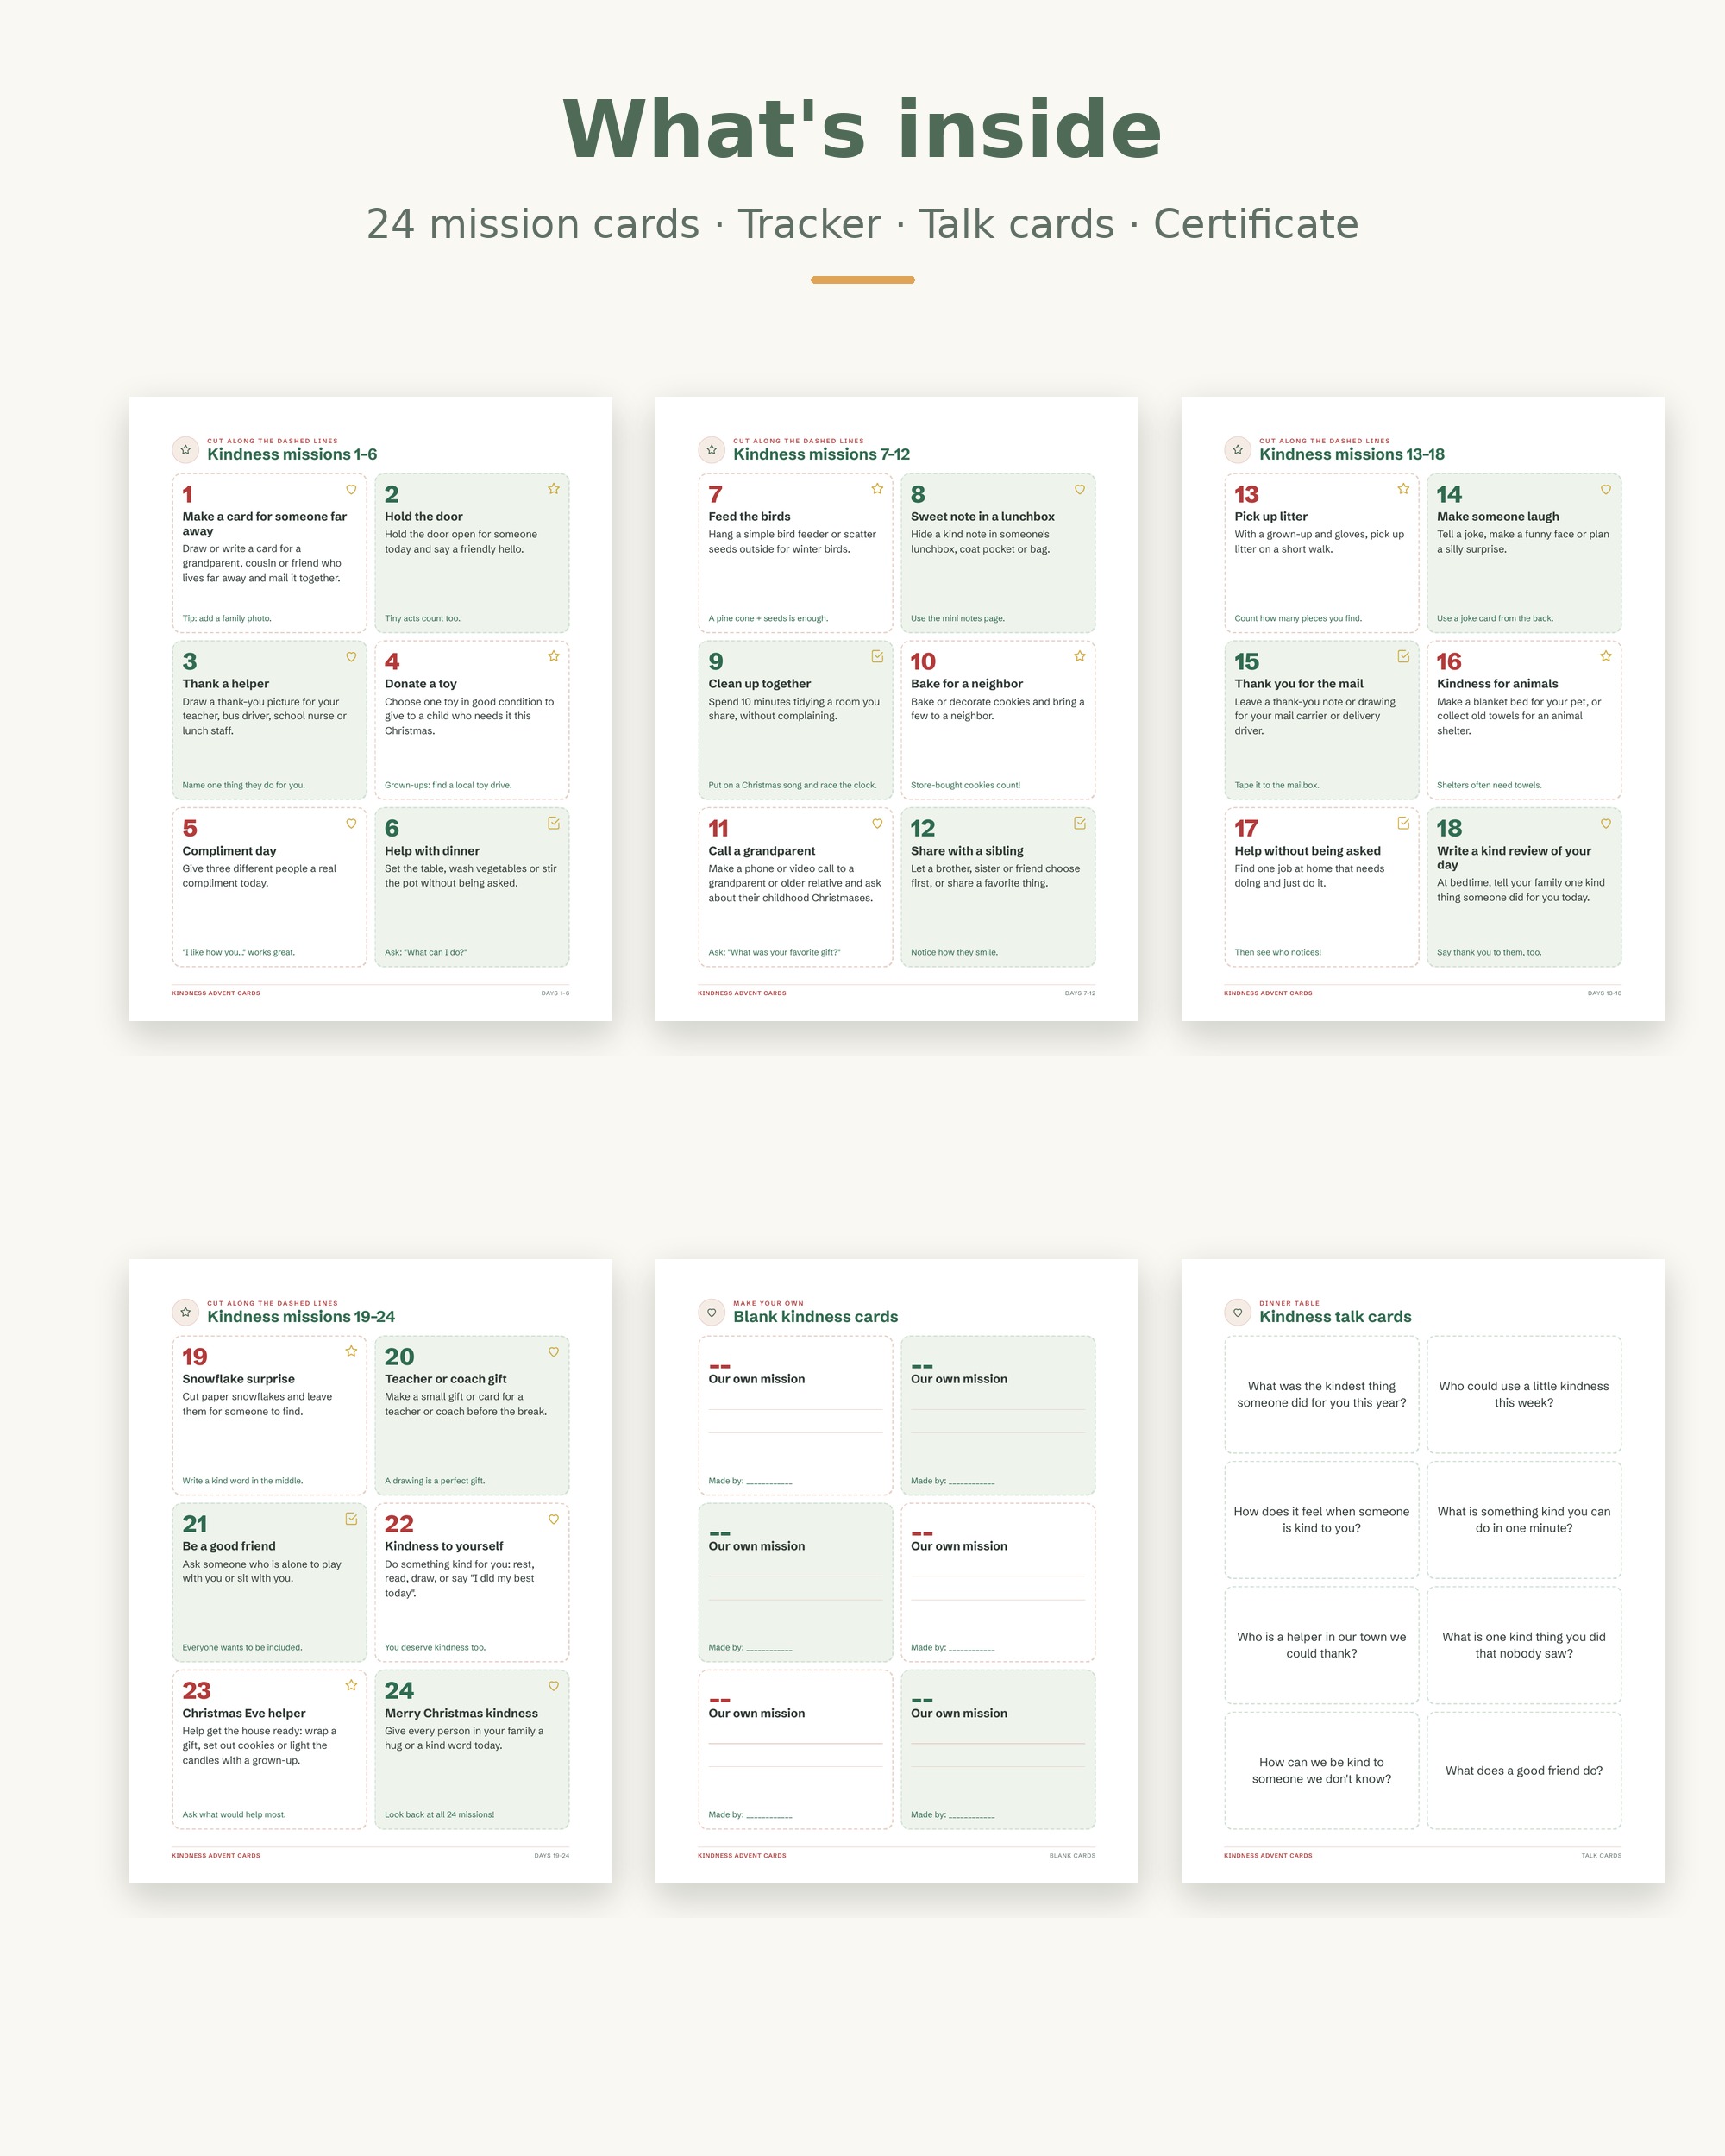 What's inside
24 mission cards · Tracker · Talk cards · Certificate
CUT ALONG THE DASHED LINES
Kindness missions 1–6
1
Make a card for someone far
away
Draw or write a card for a
grandparent, cousin or friend who
lives far away and mail it together.
Tip: add a family photo.
2
Hold the door
Hold the door open for someone
today and say a friendly hello.
Tiny acts count too.
3
Thank a helper
Draw a thank-you picture for your
teacher, bus driver, school nurse or
lunch staff.
Name one thing they do for you.
4
Donate a toy
Choose one toy in good condition to
give to a child who needs it this
Christmas.
Grown-ups: find a local toy drive.
5
Compliment day
Give three different people a real
compliment today.
"I like how you..." works great.
6
Help with dinner
Set the table, wash vegetables or stir
the pot without being asked.
Ask: "What can I do?"
KINDNESS ADVENT CARDS
DAYS 1–6
CUT ALONG THE DASHED LINES
Kindness missions 7–12
7
Feed the birds
Hang a simple bird feeder or scatter
seeds outside for winter birds.
A pine cone + seeds is enough.
8
Sweet note in a lunchbox
Hide a kind note in someone's
lunchbox, coat pocket or bag.
Use the mini notes page.
9
Clean up together
Spend 10 minutes tidying a room you
share, without complaining.
Put on a Christmas song and race the clock.
10
Bake for a neighbor
Bake or decorate cookies and bring a
few to a neighbor.
Store-bought cookies count!
11
Call a grandparent
Make a phone or video call to a
grandparent or older relative and ask
about their childhood Christmases.
Ask: "What was your favorite gift?"
12
Share with a sibling
Let a brother, sister or friend choose
first, or share a favorite thing.
Notice how they smile.
KINDNESS ADVENT CARDS
DAYS 7–12
CUT ALONG THE DASHED LINES
Kindness missions 13–18
13
Pick up litter
With a grown-up and gloves, pick up
litter on a short walk.
Count how many pieces you find.
14
Make someone laugh
Tell a joke, make a funny face or plan
a silly surprise.
Use a joke card from the back.
15
Thank you for the mail
Leave a thank-you note or drawing
for your mail carrier or delivery
driver.
Tape it to the mailbox.
16
Kindness for animals
Make a blanket bed for your pet, or
collect old towels for an animal
shelter.
Shelters often need towels.
17
Help without being asked
Find one job at home that needs
doing and just do it.
Then see who notices!
18
Write a kind review of your
day
At bedtime, tell your family one kind
thing someone did for you today.
Say thank you to them, too.
KINDNESS ADVENT CARDS
DAYS 13–18
CUT ALONG THE DASHED LINES
Kindness missions 19–24
19
Snowflake surprise
Cut paper snowflakes and leave
them for someone to find.
Write a kind word in the middle.
20
Teacher or coach gift
Make a small gift or card for a
teacher or coach before the break.
A drawing is a perfect gift.
21
Be a good friend
Ask someone who is alone to play
with you or sit with you.
Everyone wants to be included.
22
Kindness to yourself
Do something kind for you: rest,
read, draw, or say "I did my best
today".
You deserve kindness too.
23
Christmas Eve helper
Help get the house ready: wrap a
gift, set out cookies or light the
candles with a grown-up.
Ask what would help most.
24
Merry Christmas kindness
Give every person in your family a
hug or a kind word today.
Look back at all 24 missions!
KINDNESS ADVENT CARDS
DAYS 19–24
MAKE YOUR OWN
Blank kindness cards
__
Our own mission
Made by: ____________
__
Our own mission
Made by: ____________
__
Our own mission
Made by: ____________
__
Our own mission
Made by: ____________
__
Our own mission
Made by: ____________
__
Our own mission
Made by: ____________
KINDNESS ADVENT CARDS
BLANK CARDS
DINNER TABLE
Kindness talk cards
What was the kindest thing
someone did for you this year?
Who could use a little kindness
this week?
How does it feel when someone
is kind to you?
What is something kind you can
do in one minute?
Who is a helper in our town we
could thank?
What is one kind thing you did
that nobody saw?
How can we be kind to
someone we don't know?
What does a good friend do?
KINDNESS ADVENT CARDS
TALK CARDS